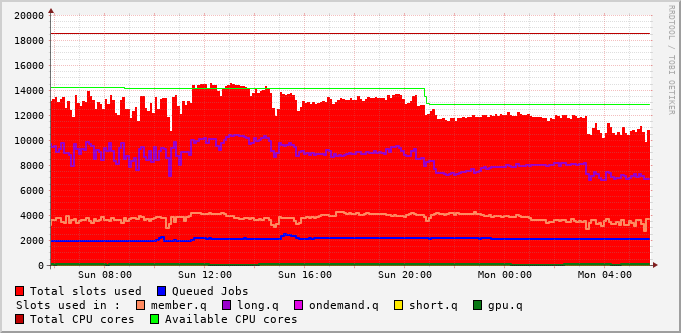 RRDTOOL / TOBI OETIKER
20000
18000
16000
14000
12000
10000
8000
6000
4000
2000
0
Sun 08:00 Sun 12:00 Sun 16:00 Sun 20:00 Mon 00:00 Mon 04:00
Total slots used Queued Jobs
Slots used in : member.q long.q ondemand.q short.q gpu.q
Total CPU cores Available CPU cores